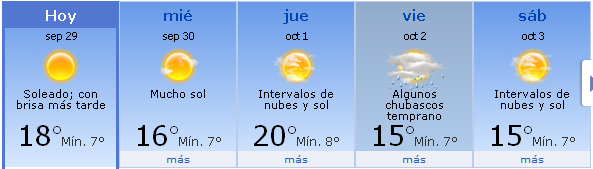 Hoy
sep 29
Soleado; con
brisa más tarde
18° Mín. 7°
mié
sep 30
Mucho sol
16° Mín. 7°
más
jue
oct 1
Intervalos de
nubes y sol
20° Mín. 8°
más
vie
oct 2
Algunos
chubascos
temprano
15° Mín. 7°
más
sáb
oct 3
Intervalos de
nubes y sol
15° Mín. 7°
más